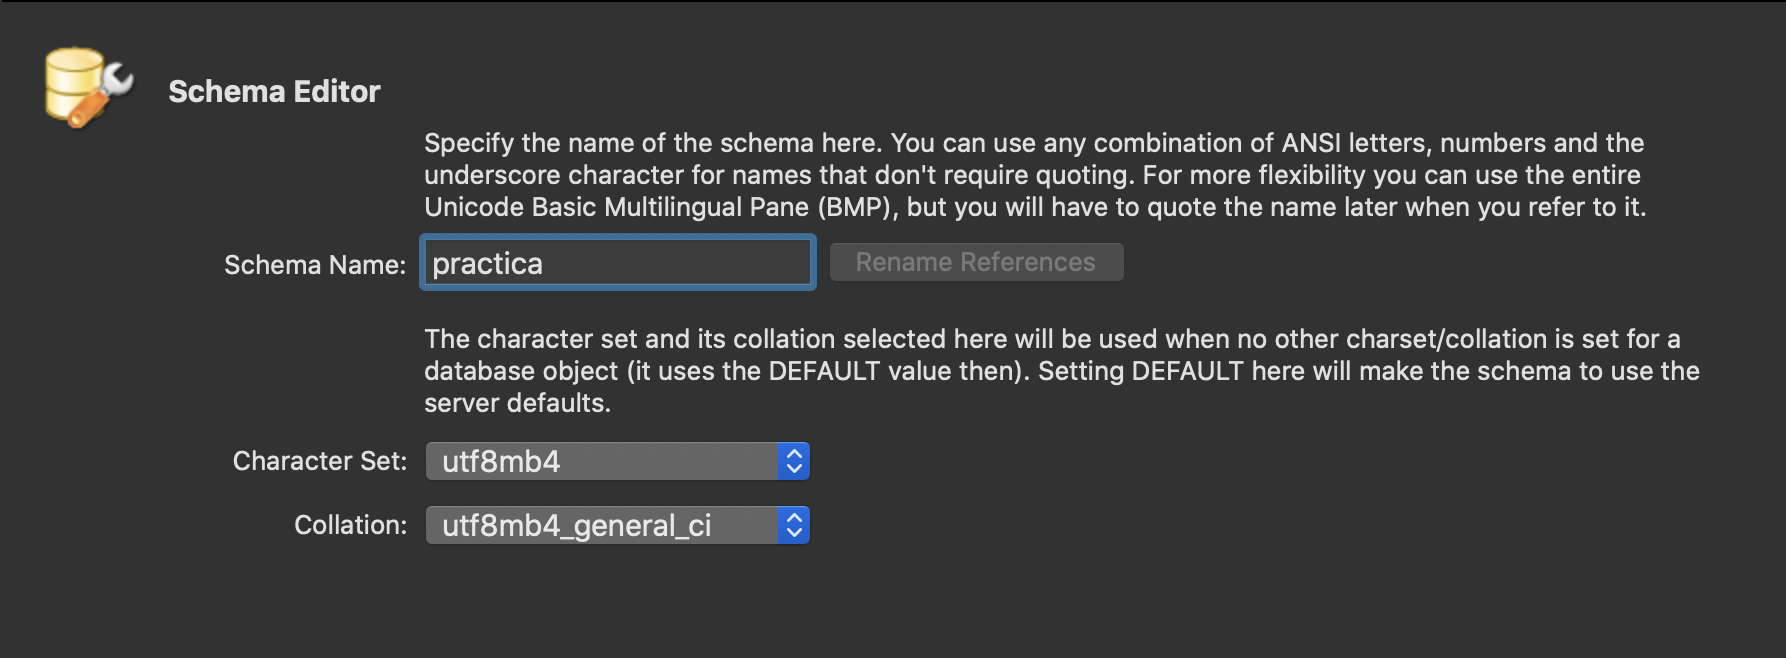 Schema Editor
Specify the name of the schema here. You can use any combination of ANSI letters, numbers and the
underscore character for names that don't require quoting. For more flexibility you can use the entire
Unicode Basic Multilingual Pane (BMP), but you will have to quote the name later when you refer to it.
Schema Name: practica Rename References
The character set and its collation selected here will be used when no other charset/collation is set for a
database object (it uses the DEFAULT value then). Setting DEFAULT here will make the schema to use the
server defaults.
Character Set: utf8mb4
Collation: utf8mb4_general_ci